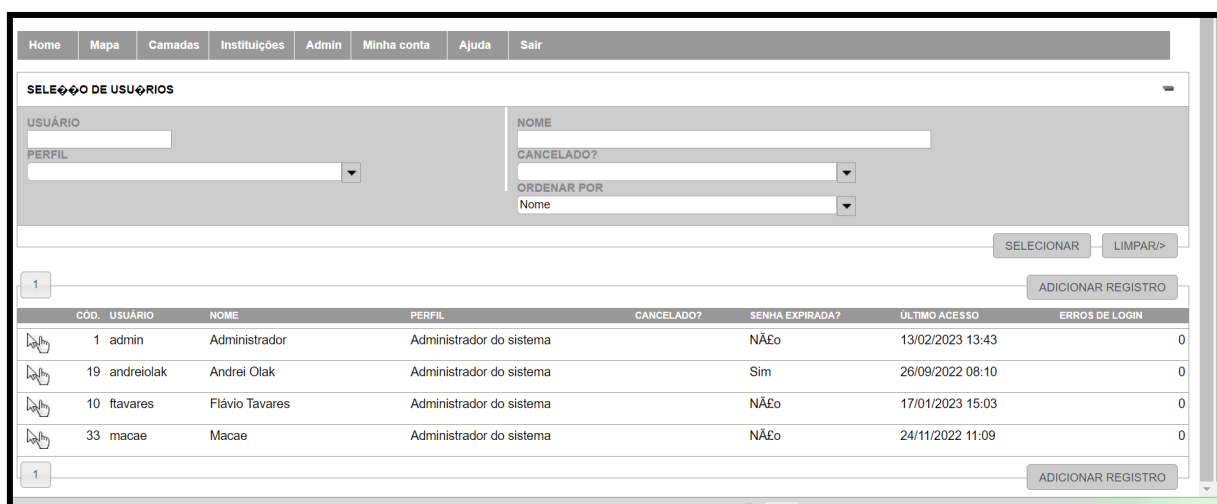 Home Mapa Camadas Instituições Admin Minha conta Ajuda Sair
SELE��O DE USU�RIOS
USUÁRIO NOME
PERFIL CANCELADO?
ORDENAR POR
Nome
SELECIONAR LIMPAR/>
1 ADICIONAR REGISTRO
CÓD. USUÁRIO NOME PERFIL CANCELADO? SENHA EXPIRADA? ÚLTIMO ACESSO ERROS DE LOGIN
1 admin Administrador Administrador do sistema NÃ£o 13/02/2023 13:43 0
19 andreiolak Andrei Olak Administrador do sistema Sim 26/09/2022 08:10 0
10 ftavares Flávio Tavares Administrador do sistema NÃ£o 17/01/2023 15:03 0
33 macae Macae Administrador do sistema NÃ£o 24/11/2022 11:09 0
1 ADICIONAR REGISTRO